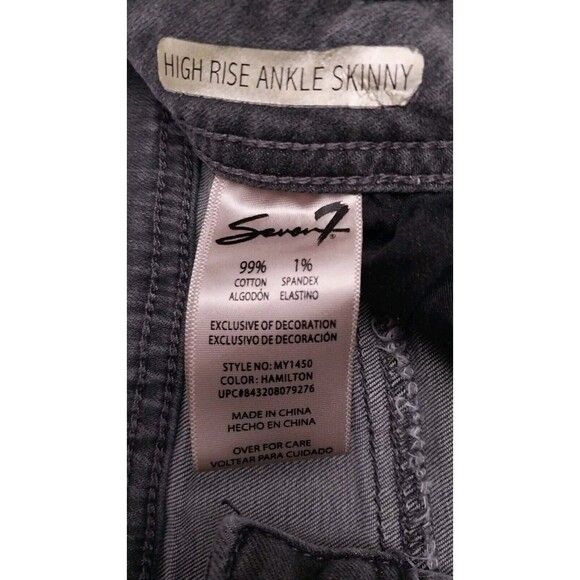 HIGH RISE ANKLE SKINNY
Seven7
99% 1%
COTTON SPANDEX
ALGODÓN ELASTINO
EXCLUSIVE OF DECORATION
EXCLUSIVO DE DECORACIÓN
STYLE NO: MY1450
COLOR: HAMILTON
UPC#843208079276
MADE IN CHINA
HECHO EN CHINA
OVER FOR CARE
VOLTEAR PARA CUIDADO